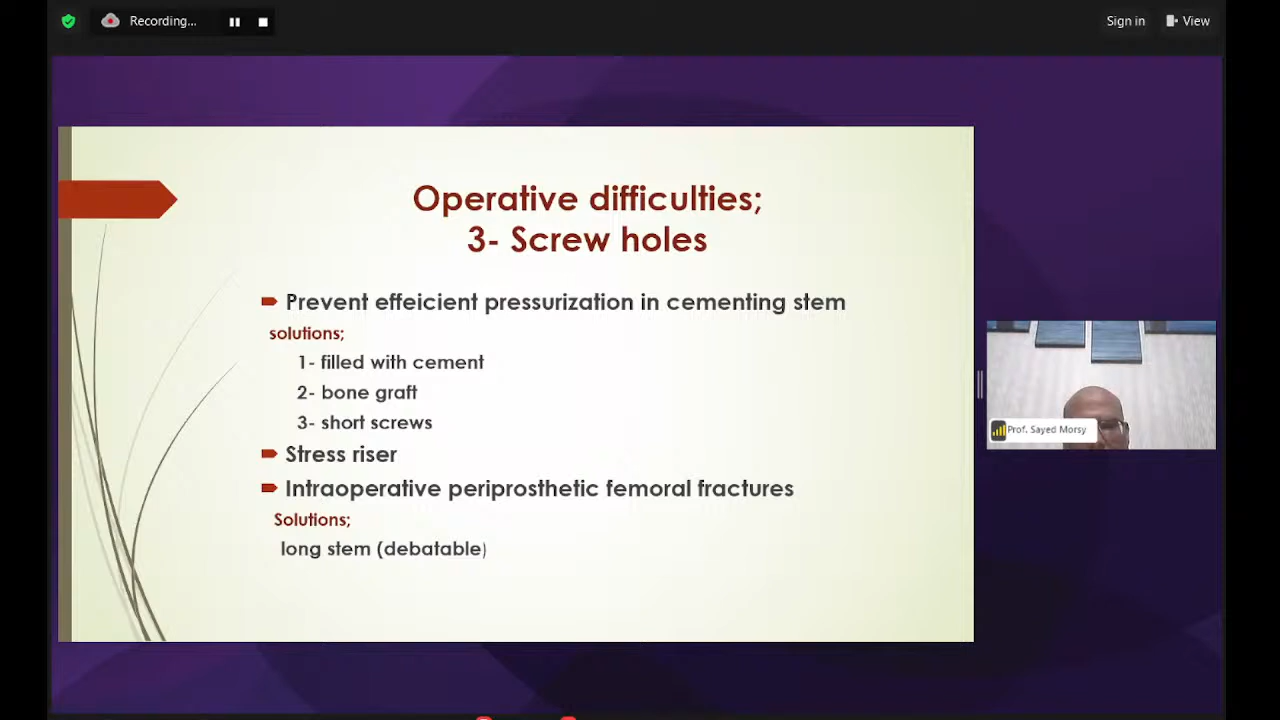 Recording...
Sign in
View
Operative difficulties;
3- Screw holes
Prevent effeicient pressurization in cementing stem
solutions;
1- filled with cement
2- bone graft
3- short screws
Stress riser
Intraoperative periprosthetic femoral fractures
Solutions;
long stem (debatable)
Prof. Sayed Morsy